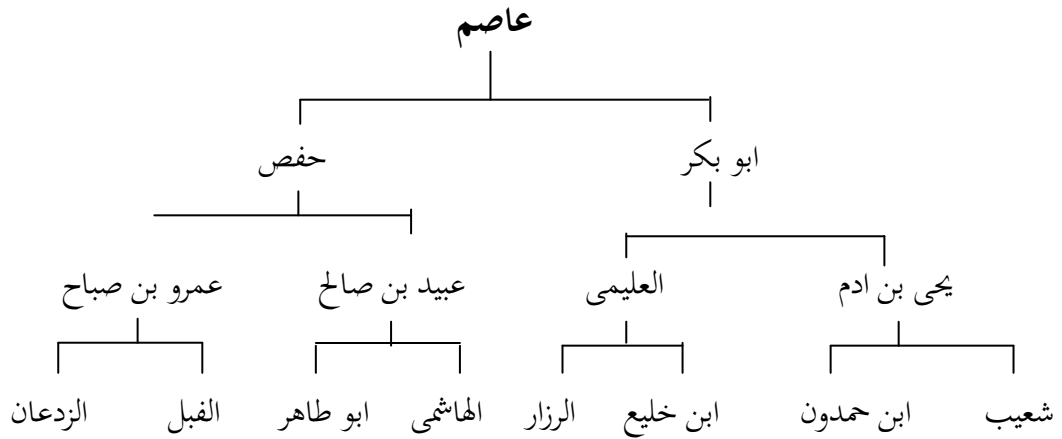 عاصم
ابو بكر حفص
يحى بن ادم العليمى عبيد بن صالح عمرو بن صباح
شعيب ابن حمدون ابن خليع الرزار الهاشمى ابو طاهر الفبل الزدعان